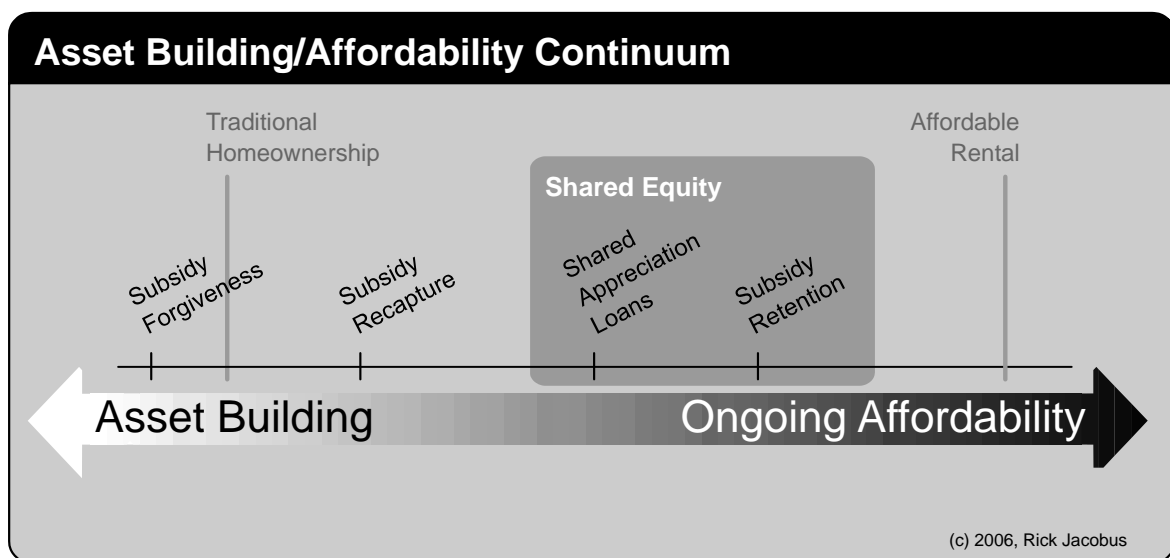 Asset Building/Affordability Continuum
Traditional
Homeownership
Affordable
Rental
Shared Equity
Subsidy
Forgiveness
Subsidy
Recapture
Shared
Appreciation
Loans
Subsidy
Retention
Asset Building
Ongoing Affordability
(c) 2006, Rick Jacobus